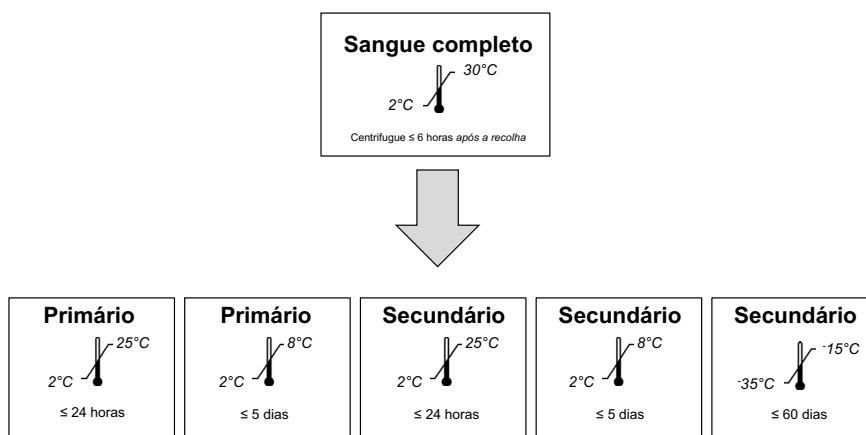 Sangue completo
30°C
2°C
Centrifugue ≤ 6 horas após a recolha
Primário
25°C
2°C
≤ 24 horas
Primário
8°C
2°C
≤ 5 dias
Secundário
25°C
2°C
≤ 24 horas
Secundário
8°C
2°C
≤ 5 dias
Secundário
-15°C
-35°C
≤ 60 dias